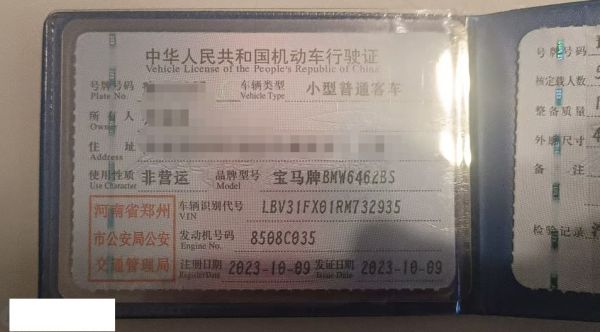 中华人民共和国机动车行驶证
Vehicle License of the People's Republic of China
号牌号码 Plate No. 车辆类型 Vehicle Type 小型普通客车
所有人 Owner
住址 Address
使用性质 Use Character 非营运 品牌型号 Model 宝马牌BMW6462BS
河南省郑州市公安局公安交通管理局
车辆识别代号 VIN LBV31FX01RM732935
发动机号码 Engine No. 8508C035
注册日期 Register Date 2023-10-09 发证日期 Issue Date 2023-10-09
号牌号码
核定载人数
整备质量
外廓尺寸
备注
检验记录